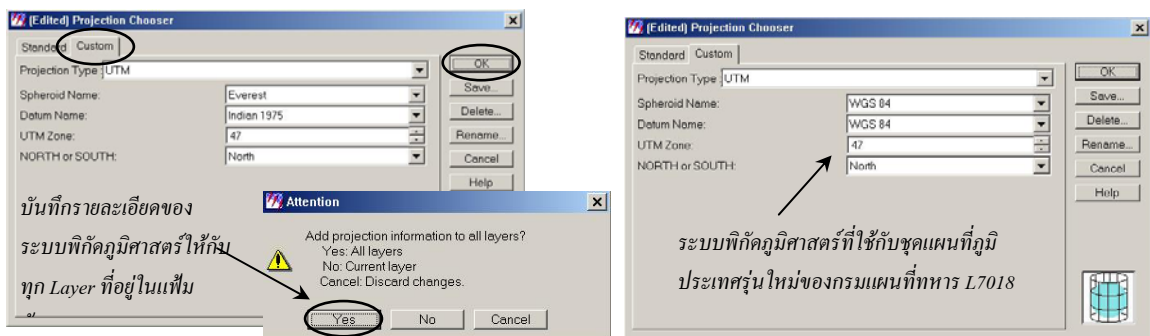 [Edited] Projection Chooser
Standard Custom
Projection Type : UTM
Spheroid Name: Everest
Datum Name: Indian 1975
UTM Zone: 47
NORTH or SOUTH: North
OK
Save...
Delete...
Rename...
Cancel
Help
บันทึกรายละเอียดของ
ระบบพิกัดภูมิศาสตร์ให้กับ
ทุก Layer ที่อยู่ในแฟ้ม
Attention
Add projection information to all layers?
Yes: All layers
No: Current layer
Cancel: Discard changes.
Yes No Cancel
[Edited] Projection Chooser
Standard Custom
Projection Type : UTM
Spheroid Name: WGS 84
Datum Name: WGS 84
UTM Zone: 47
NORTH or SOUTH: North
OK
Save...
Delete...
Rename...
Cancel
Help
ระบบพิกัดภูมิศาสตร์ที่ใช้กับชุดแผนที่ภูมิ
ประเทศรุ่นใหม่ของกรมแผนที่ทหาร L7018